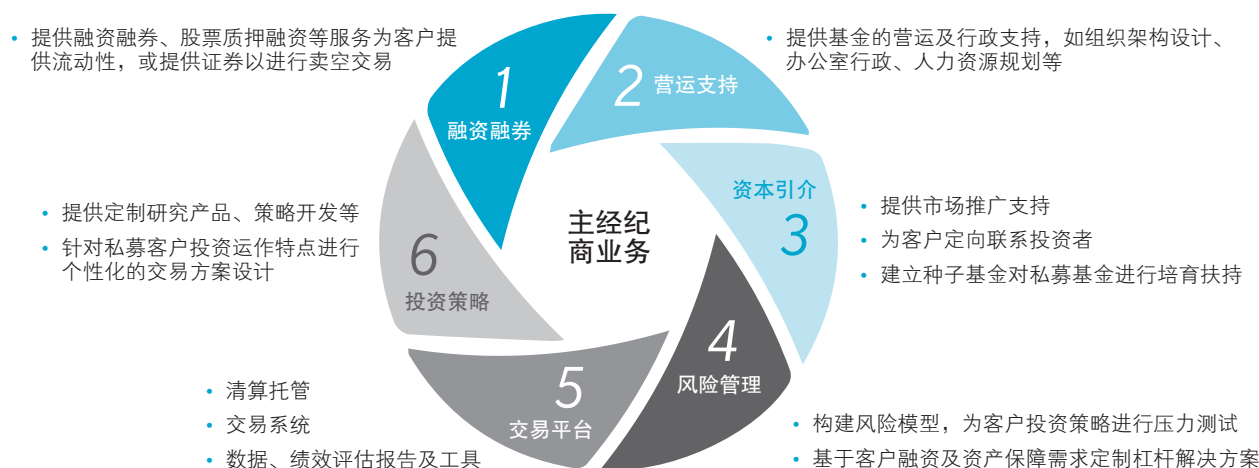 • 提供融资融券、股票质押融资等服务为客户提
供流动性，或提供证券以进行卖空交易
1
融资融券
2 营运支持
• 提供基金的营运及行政支持，如组织架构设计、
办公室行政、人力资源规划等
资本引介
3
• 提供市场推广支持
• 为客户定向联系投资者
• 建立种子基金对私募基金进行培育扶持
主经纪
商业务
• 提供定制研究产品、策略开发等
• 针对私募客户投资运作特点进行
个性化的交易方案设计
6
投资策略
4
风险管理
• 构建风险模型，为客户投资策略进行压力测试
• 基于客户融资及资产保障需求定制杠杆解决方案
5
交易平台
• 清算托管
• 交易系统
• 数据、绩效评估报告及工具